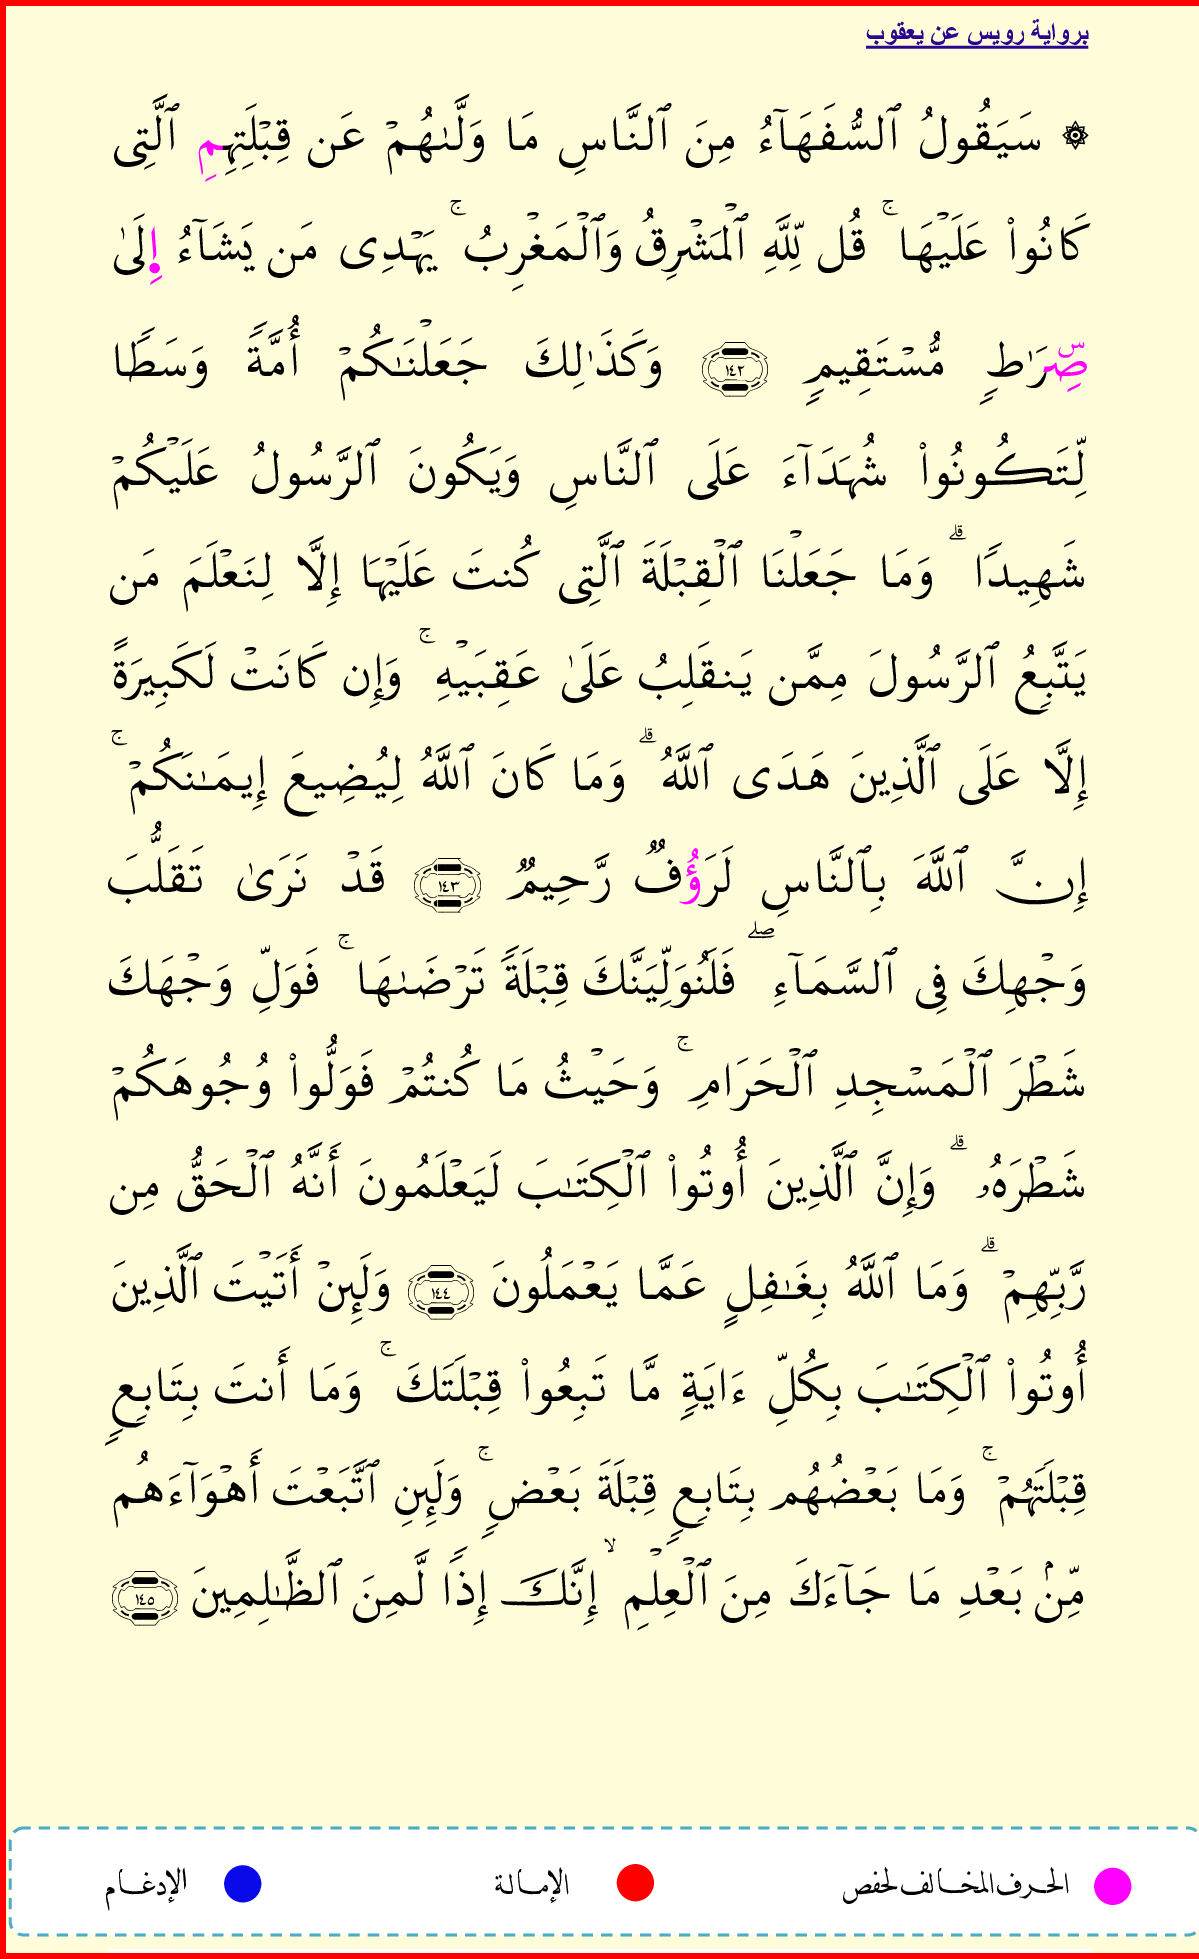 برواية رويس عن يعقوب
۞ سَيَقُولُ ٱلسُّفَهَآءُ مِنَ ٱلنَّاسِ مَا وَلَّىٰهُمْ عَن قِبْلَتِهِمِ ٱلَّتِى
كَانُوا۟ عَلَيْهَا ۚ قُل لِّلَّهِ ٱلْمَشْرِقُ وَٱلْمَغْرِبُ ۚ يَهْدِى مَن يَشَآءُ إِلَىٰ
صِۜرَٰطٍ مُّسْتَقِيمٍ ١٤٢ وَكَذَٰلِكَ جَعَلْنَـٰكُمْ أُمَّةً وَسَطًا
لِّتَكُونُوا۟ شُهَدَآءَ عَلَى ٱلنَّاسِ وَيَكُونَ ٱلرَّسُولُ عَلَيْكُمْ
شَهِيدًا ۗ وَمَا جَعَلْنَا ٱلْقِبْلَةَ ٱلَّتِى كُنتَ عَلَيْهَا إِلَّا لِنَعْلَمَ مَن
يَتَّبِعُ ٱلرَّسُولَ مِمَّن يَنقَلِبُ عَلَىٰ عَقِبَيْهِ ۚ وَإِن كَانَتْ لَكَبِيرَةً
إِلَّا عَلَى ٱلَّذِينَ هَدَى ٱللَّهُ ۗ وَمَا كَانَ ٱللَّهُ لِيُضِيعَ إِيمَـٰنَكُمْ ۚ
إِنَّ ٱللَّهَ بِٱلنَّاسِ لَرَؤُفٌ رَّحِيمٌ ١٤٣ قَدْ نَرَىٰ تَقَلُّبَ
وَجْهِكَ فِى ٱلسَّمَآءِ ۖ فَلَنُوَلِّيَنَّكَ قِبْلَةً تَرْضَىٰهَا ۚ فَوَلِّ وَجْهَكَ
شَطْرَ ٱلْمَسْجِدِ ٱلْحَرَامِ ۚ وَحَيْثُ مَا كُنتُمْ فَوَلُّوا۟ وُجُوهَكُمْ
شَطْرَهُۥ ۗ وَإِنَّ ٱلَّذِينَ أُوتُوا۟ ٱلْكِتَـٰبَ لَيَعْلَمُونَ أَنَّهُ ٱلْحَقُّ مِن
رَّبِّهِمْ ۗ وَمَا ٱللَّهُ بِغَـٰفِلٍ عَمَّا يَعْمَلُونَ ١٤٤ وَلَئِنْ أَتَيْتَ ٱلَّذِينَ
أُوتُوا۟ ٱلْكِتَـٰبَ بِكُلِّ ءَايَةٍ مَّا تَبِعُوا۟ قِبْلَتَكَ ۚ وَمَا أَنتَ بِتَابِعٍ
قِبْلَتَهُمْ ۚ وَمَا بَعْضُهُم بِتَابِعٍ قِبْلَةَ بَعْضٍ ۚ وَلَئِنِ ٱتَّبَعْتَ أَهْوَآءَهُم
مِّنۢ بَعْدِ مَا جَآءَكَ مِنَ ٱلْعِلْمِ ۙ إِنَّكَ إِذًا لَّمِنَ ٱلظَّـٰلِمِينَ ١٤٥
الحرف المخالف لحفص الإمالة الإدغام